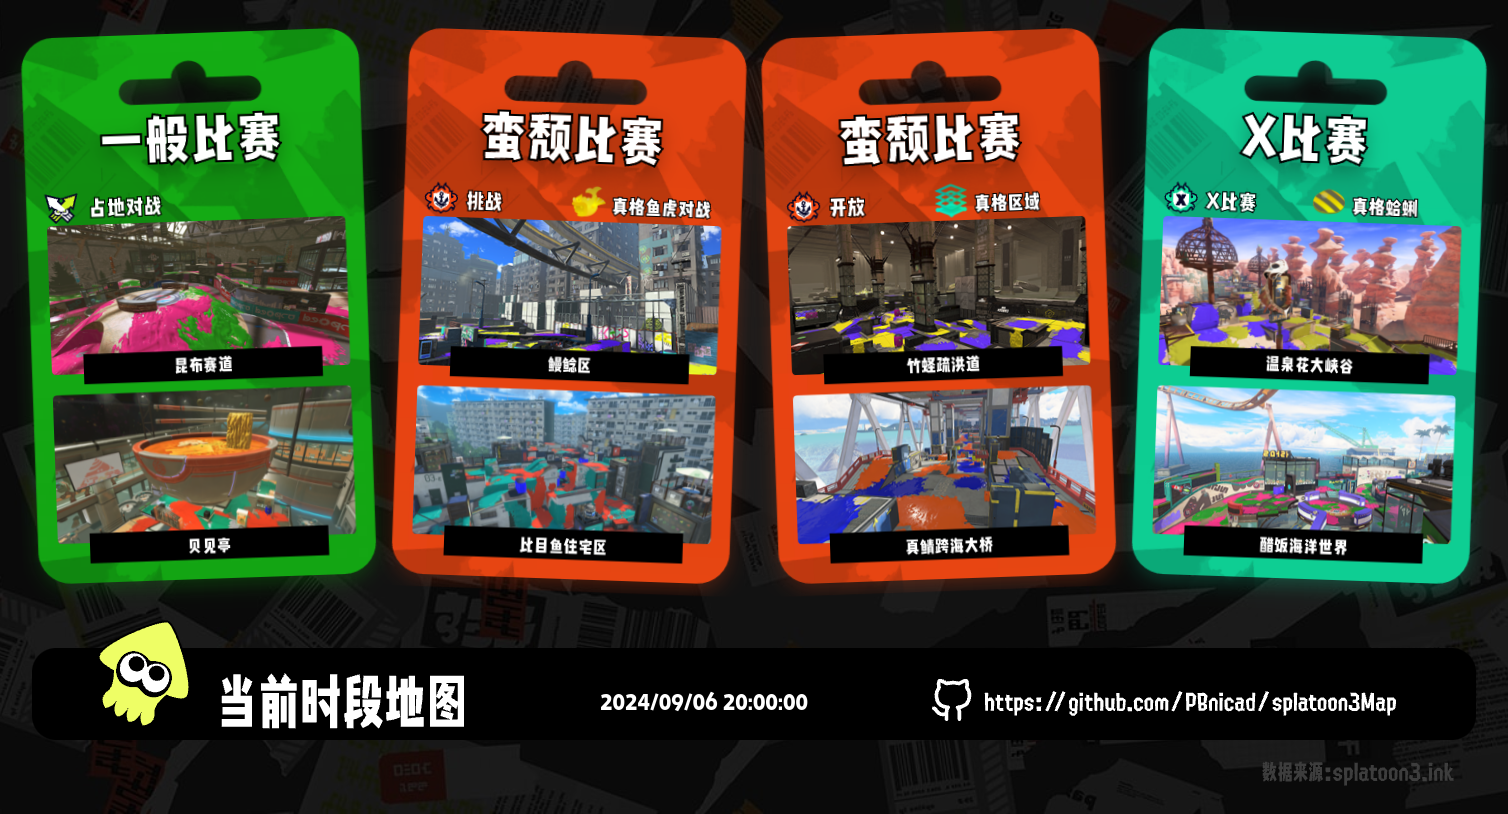 一般比赛
占地对战
昆布赛道
贝见亭
蛮颓比赛
挑战
真格鱼虎对战
鳗鲶区
比目鱼住宅区
蛮颓比赛
开放
真格区域
竹蛏疏洪道
真鲭跨海大桥
X比赛
X比赛
真格蛤蜊
温泉花大峡谷
醋饭海洋世界
当前时段地图
2024/09/06 20:00:00
https://github.com/PBnicad/splatoon3Map
数据来源:splatoon3.ink